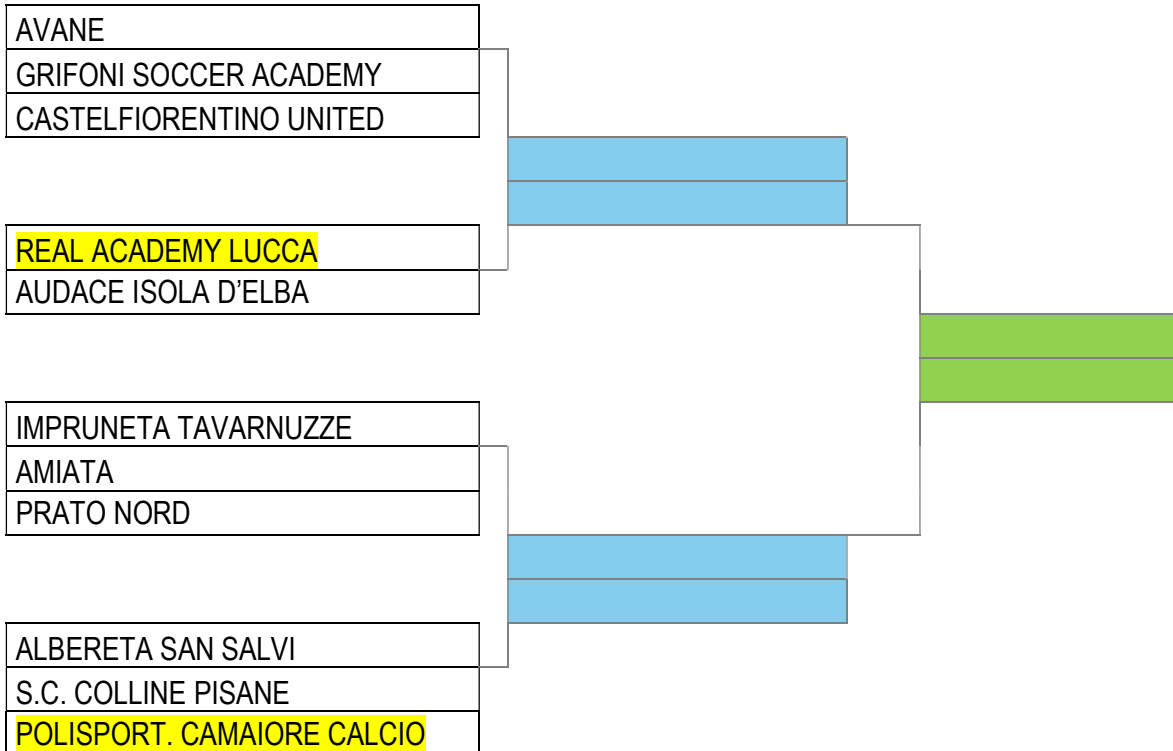 AVANE
GRIFONI SOCCER ACADEMY
CASTELFIORENTINO UNITED
REAL ACADEMY LUCCA
AUDACE ISOLA D’ELBA
IMPRUNETA TAVARNUZZE
AMIATA
PRATO NORD
ALBERETA SAN SALVI
S.C. COLLINE PISANE
POLISPORT. CAMAIORE CALCIO